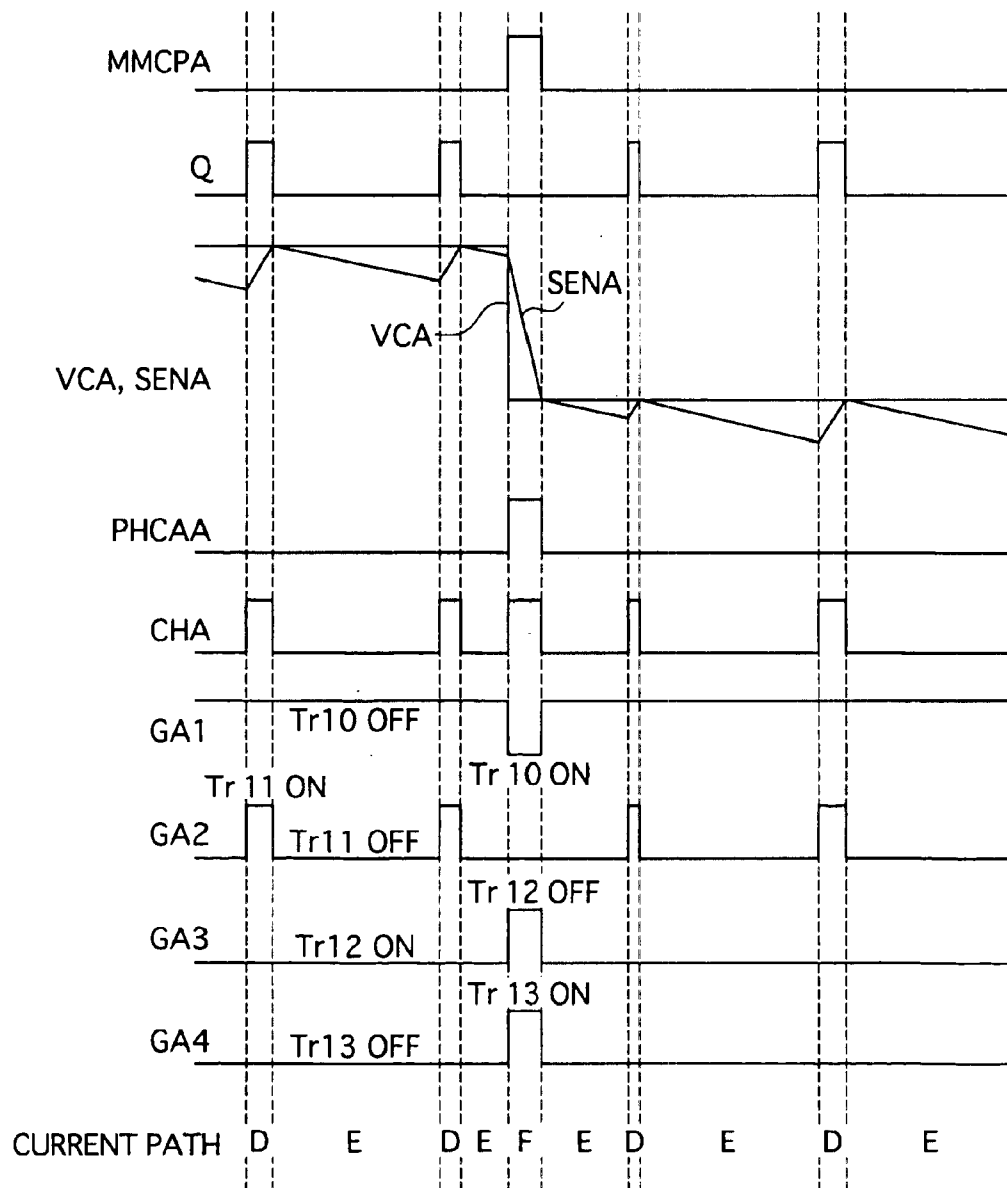 MMCPA
Q
SENA
VCA
VCA, SENA
PHCAA
CHA
Tr10 OFF
GA1
Tr 10 ON
Tr 11 ON
GA2
Tr11 OFF
Tr 12 OFF
GA3
Tr12 ON
Tr 13 ON
GA4
Tr13 OFF
CURRENT PATH D E D E F E D E D E